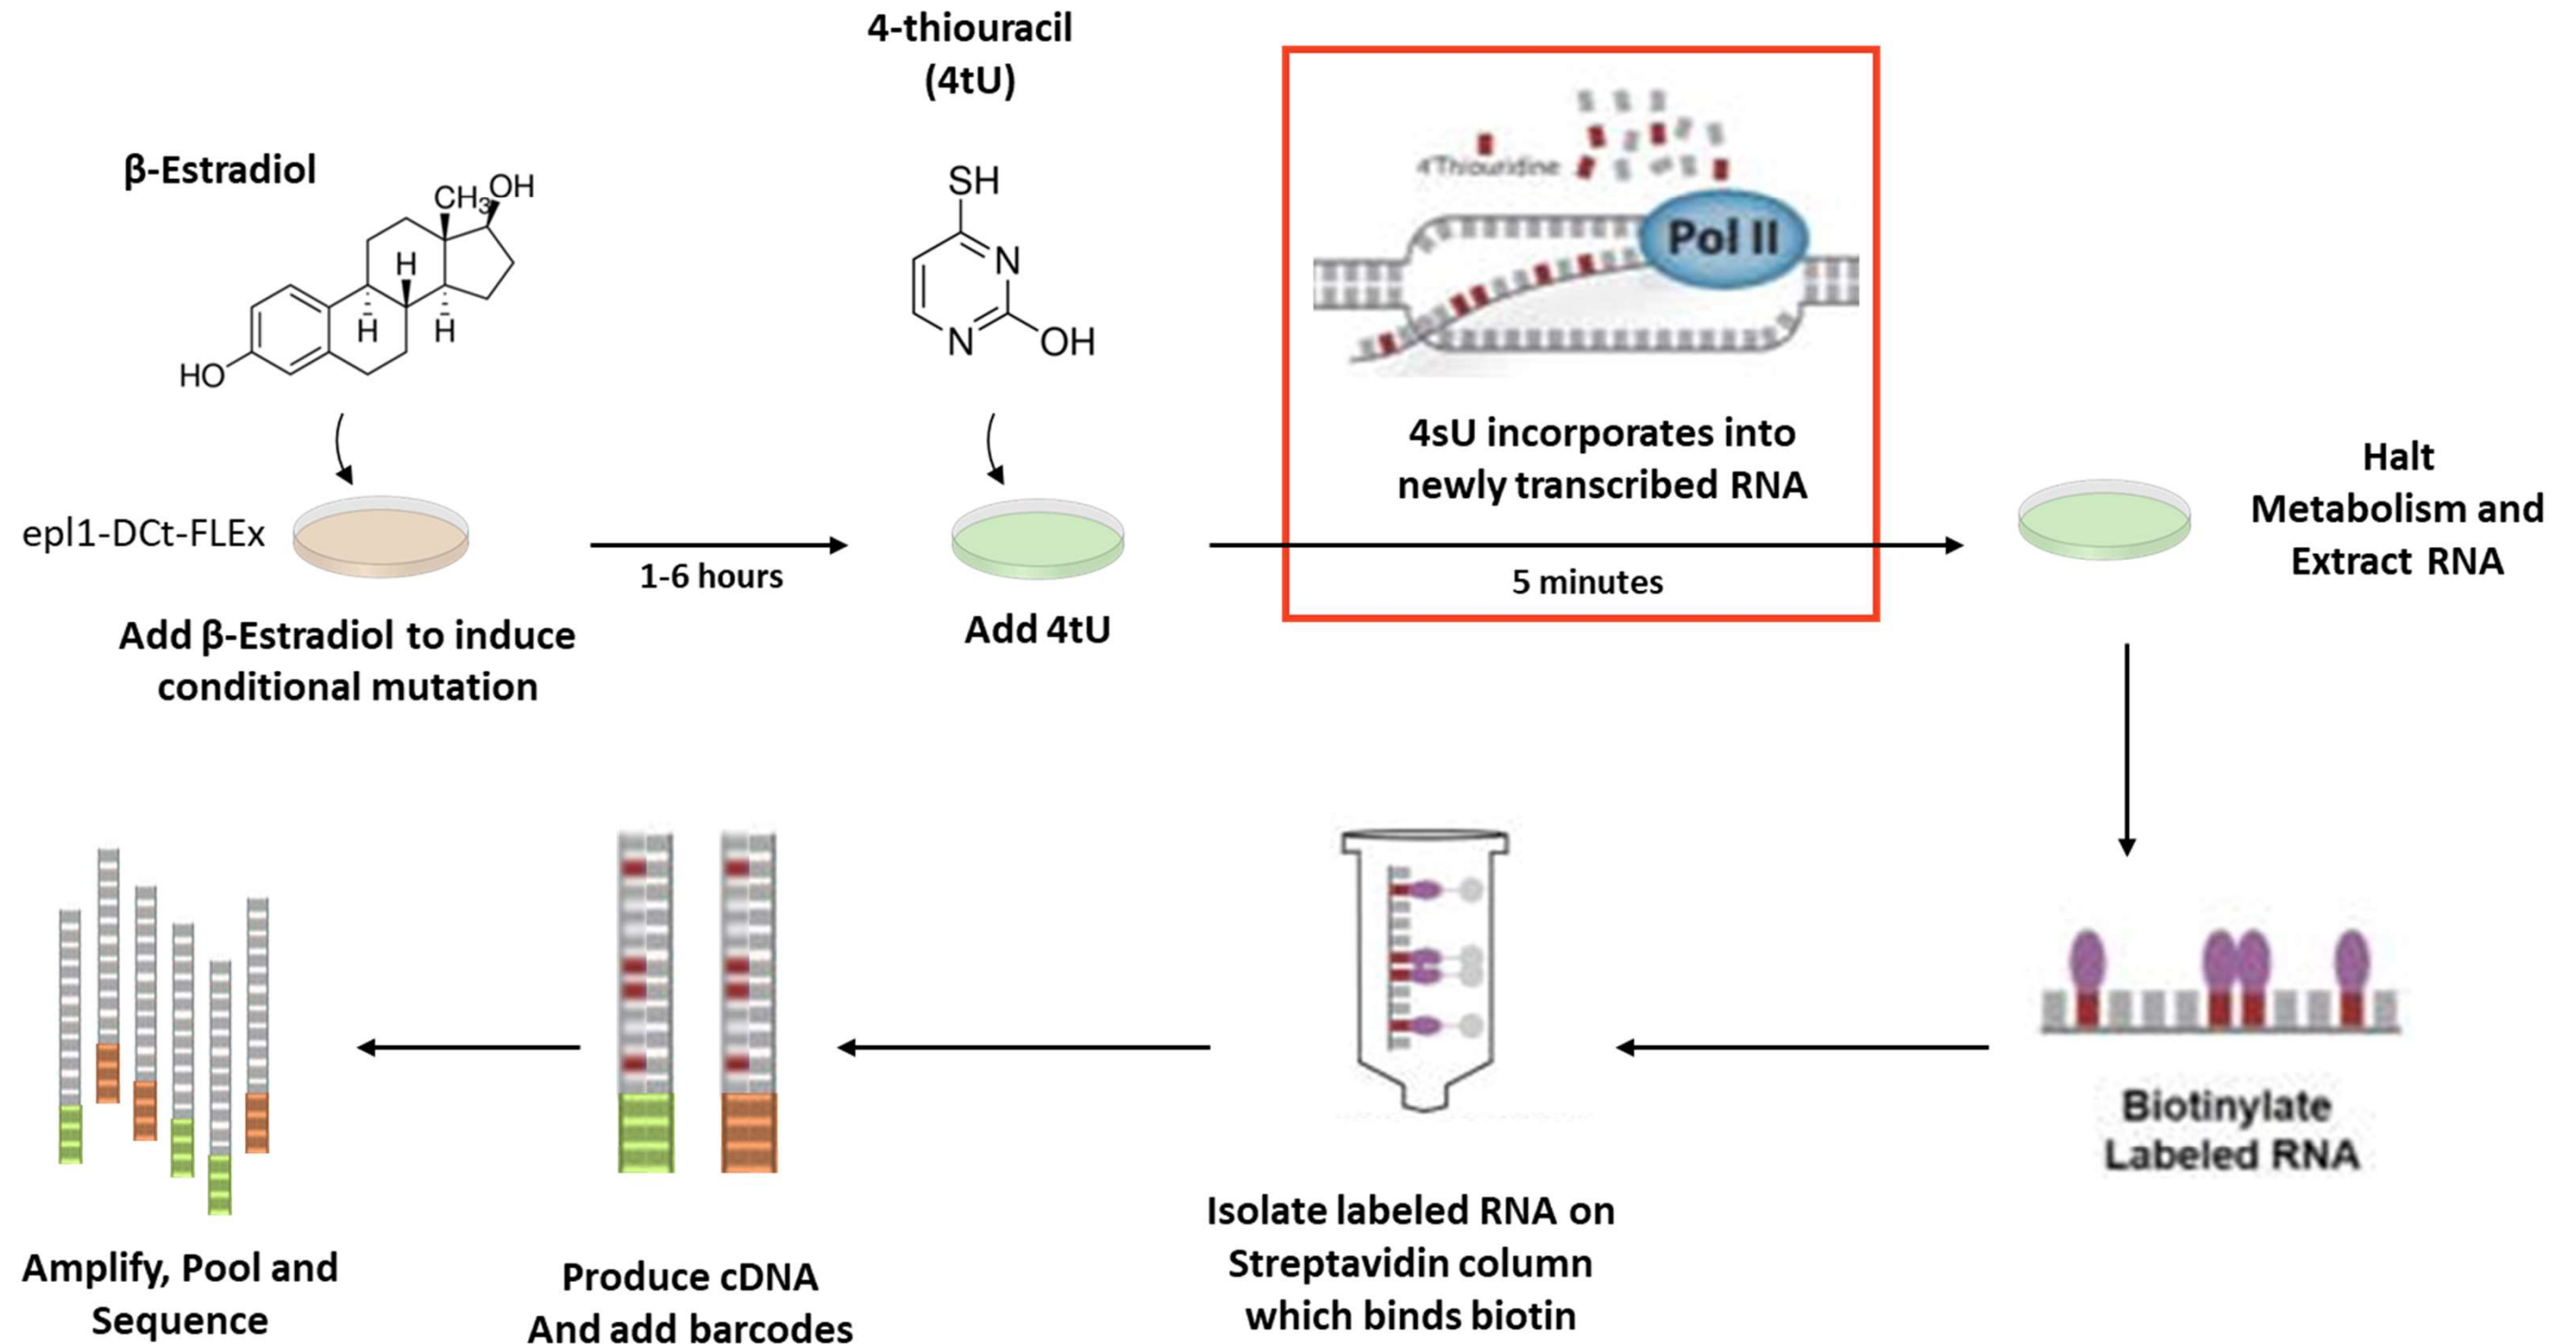 4-thiouracil
(4tU)
β-Estradiol
CH3
OH
H
H
H
HO
SH
N
N
OH
4'Thiouridine
Pol II
4sU incorporates into
newly transcribed RNA
5 minutes
epl1-DCt-FLEx
1-6 hours
Add β-Estradiol to induce
conditional mutation
Add 4tU
Halt
Metabolism and
Extract RNA
Biotinylate
Labeled RNA
Isolate labeled RNA on
Streptavidin column
which binds biotin
Produce cDNA
And add barcodes
Amplify, Pool and
Sequence